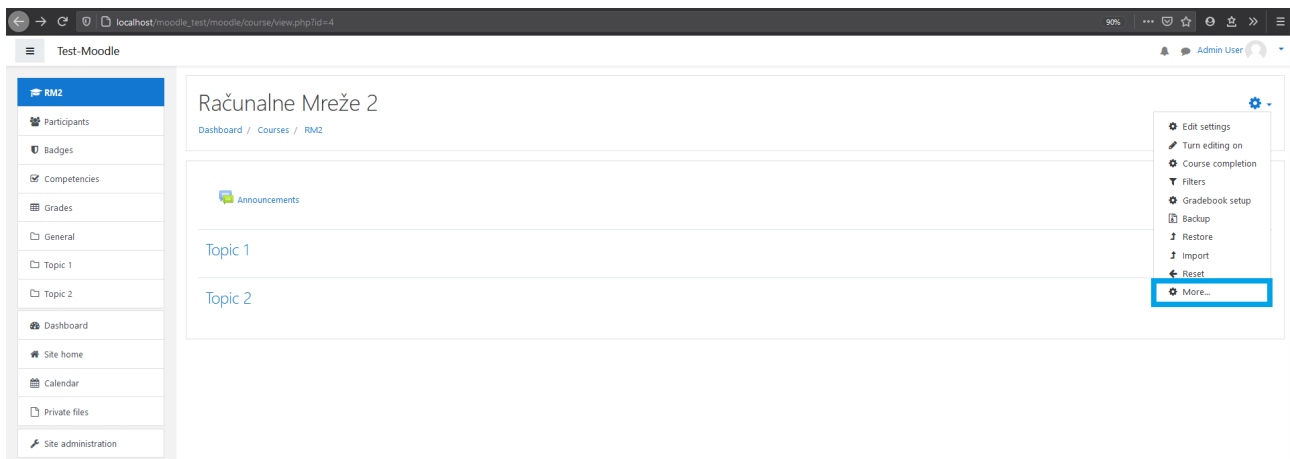 localhost/moodle_test/moodle/course/view.php?id=4
90%
Test-Moodle
Admin User
RM2
Participants
Badges
Competencies
Grades
General
Topic 1
Topic 2
Dashboard
Site home
Calendar
Private files
Site administration
Računalne Mreže 2
Dashboard / Courses / RM2
Announcements
Topic 1
Topic 2
Edit settings
Turn editing on
Course completion
Filters
Gradebook setup
Backup
Restore
Import
Reset
More...